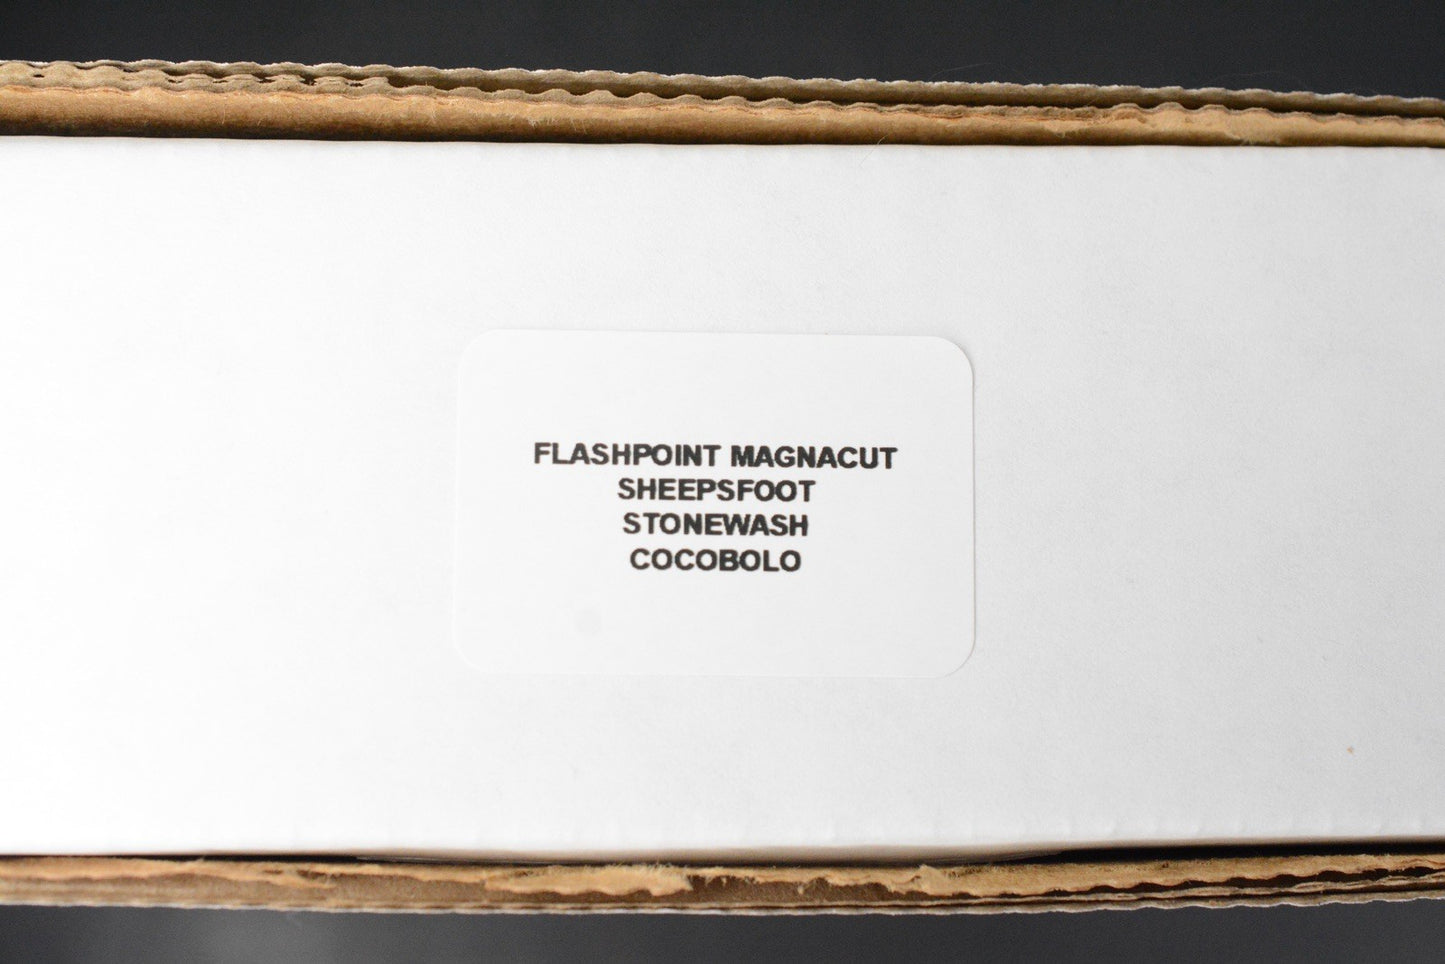 FLASHPOINT MAGNACUT
SHEEPSFOOT
STONEWASH
COCOBOLO